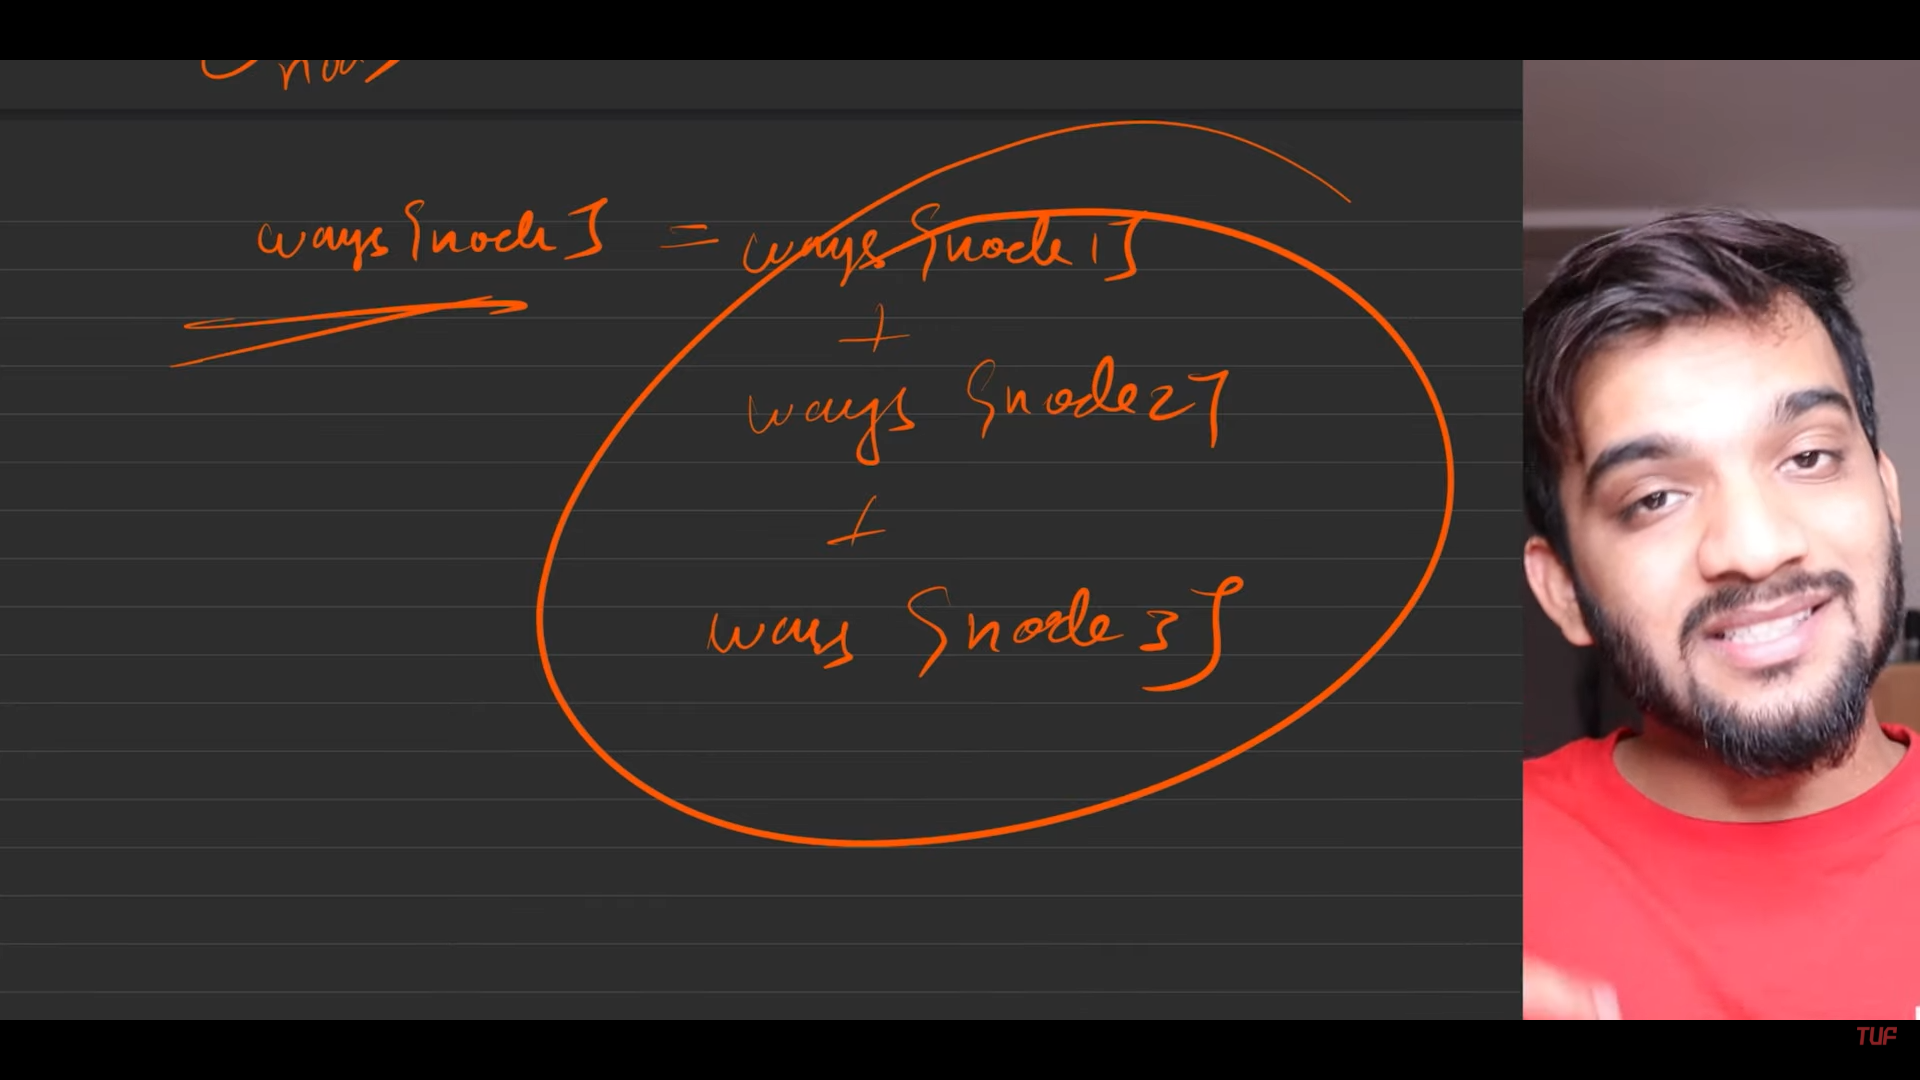 ways[node] = ways[node1]
+
ways [node2]
+
ways [node3]
TUF